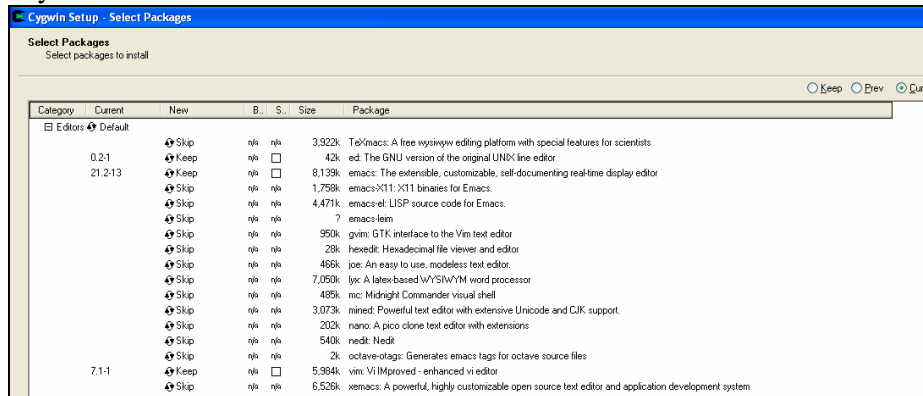 Cygwin Setup - Select Packages
Select Packages
Select packages to install
Keep Prev Cur
Category Current New B.. S.. Size Package
Editors Default
Skip n/a n/a 3,922k TeXmacs: A free wysiwyw editing platform with special features for scientists
0.2-1 Keep n/a 42k ed: The GNU version of the original UNIX line editor
21.2-13 Keep n/a 8,139k emacs: The extensible, customizable, self-documenting real-time display editor
Skip n/a n/a 1,758k emacs-X11: X11 binaries for Emacs.
Skip n/a n/a 4,471k emacs-el: LISP source code for Emacs.
Skip n/a n/a ? emacs-leim
Skip n/a n/a 950k gvim: GTK interface to the Vim text editor
Skip n/a n/a 28k hexedit: Hexadecimal file viewer and editor
Skip n/a n/a 466k joe: An easy to use, modeless text editor.
Skip n/a n/a 7,050k lyx: A latex-based WYSIWYM word processor
Skip n/a n/a 485k mc: Midnight Commander visual shell
Skip n/a n/a 3,073k mined: Powerful text editor with extensive Unicode and CJK support.
Skip n/a n/a 202k nano: A pico clone text editor with extensions
Skip n/a n/a 540k nedit: Nedit
Skip n/a n/a 2k octave-otags: Generates emacs tags for octave source files
7.1-1 Keep n/a 5,984k vim: Vi IMproved - enhanced vi editor
Skip n/a n/a 6,526k xemacs: A powerful, highly customizable open source text editor and application development system